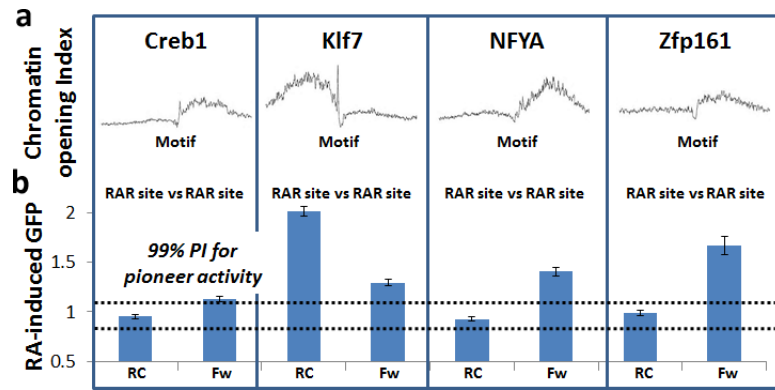 a
Creb1
Klf7
NFYA
Zfp161
Chromatin
opening Index
Motif
Motif
Motif
Motif
b
RAR site vs RAR site
RAR site vs RAR site
RAR site vs RAR site
RAR site vs RAR site
RA-induced GFP
2
1.5
1
0.5
99% PI for
pioneer activity
RC
Fw
RC
Fw
RC
Fw
RC
Fw